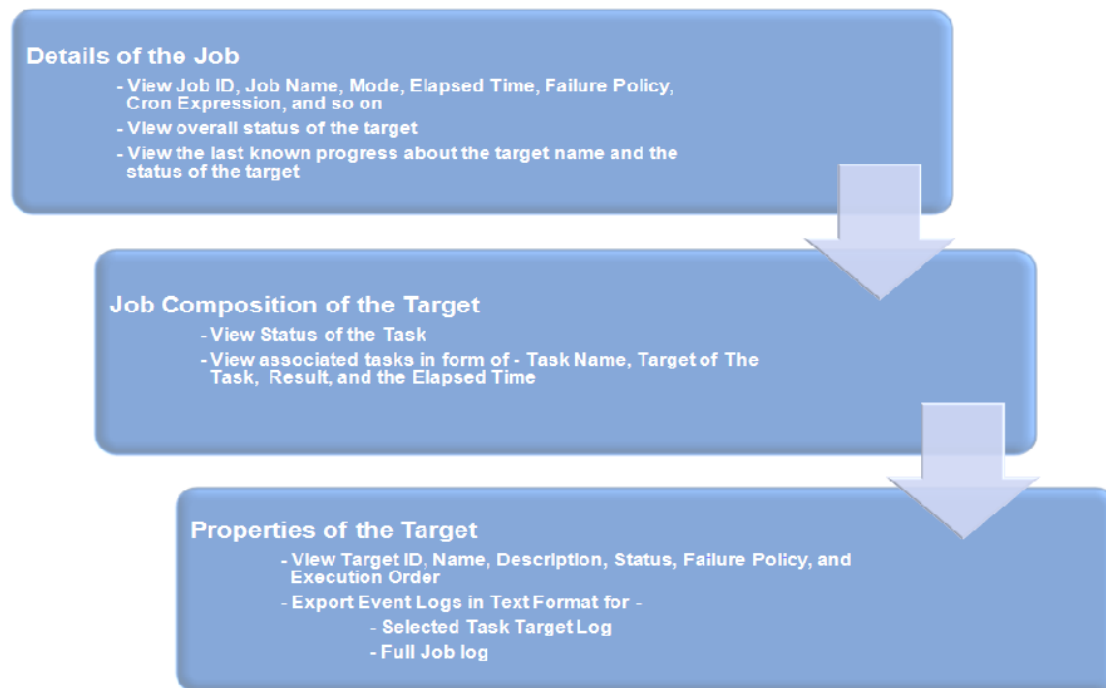 Details of the Job
- View Job ID, Job Name, Mode, Elapsed Time, Failure Policy,
Cron Expression, and so on
- View overall status of the target
- View the last known progress about the target name and the
status of the target
Job Composition of the Target
- View Status of the Task
- View associated tasks in form of - Task Name, Target of The
Task, Result, and the Elapsed Time
Properties of the Target
- View Target ID, Name, Description, Status, Failure Policy, and
Execution Order
- Export Event Logs in Text Format for -
- Selected Task Target Log
- Full Job log